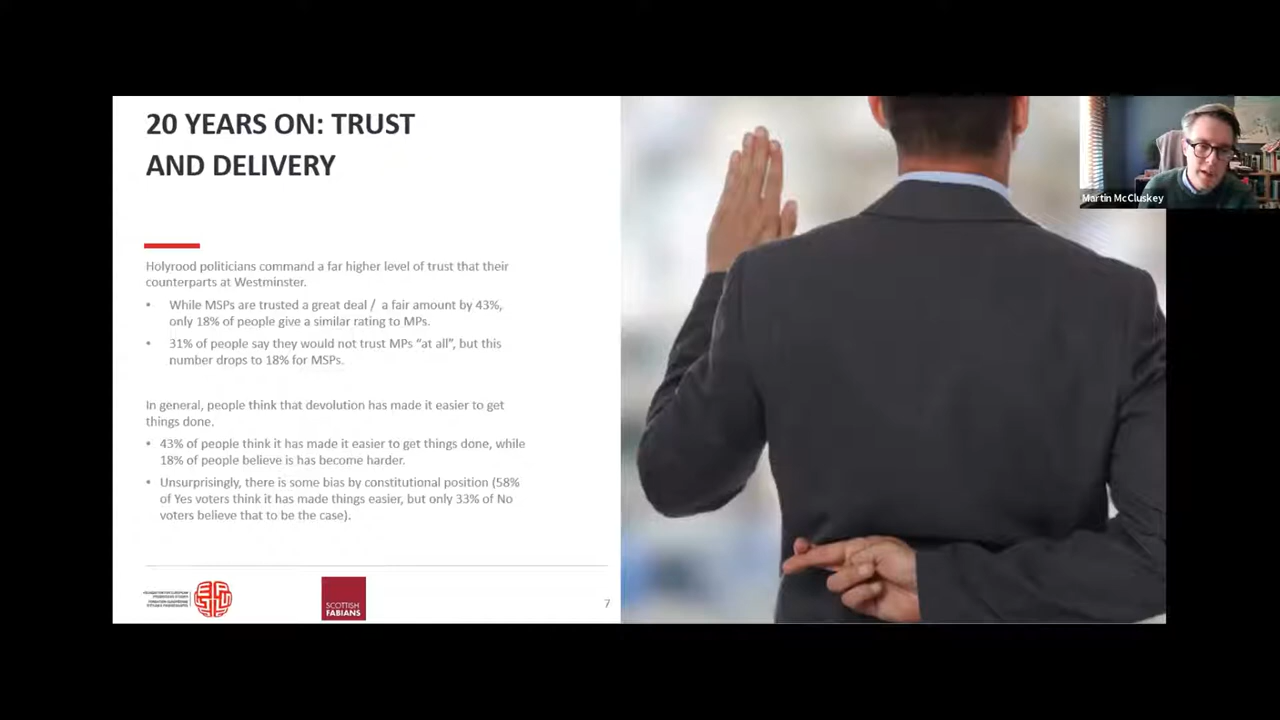 20 YEARS ON: TRUST
AND DELIVERY
Martin McCluskey
Holyrood politicians command a far higher level of trust that their
counterparts at Westminster.
• While MSPs are trusted a great deal / a fair amount by 43%,
only 18% of people give a similar rating to MPs.
• 31% of people say they would not trust MPs “at all”, but this
number drops to 18% for MSPs.
In general, people think that devolution has made it easier to get
things done.
• 43% of people think it has made it easier to get things done, while
18% of people believe is has become harder.
• Unsurprisingly, there is some bias by constitutional position (58%
of Yes voters think it has made things easier, but only 33% of No
voters believe that to be the case).
SCOTTISH
FABIANS
7